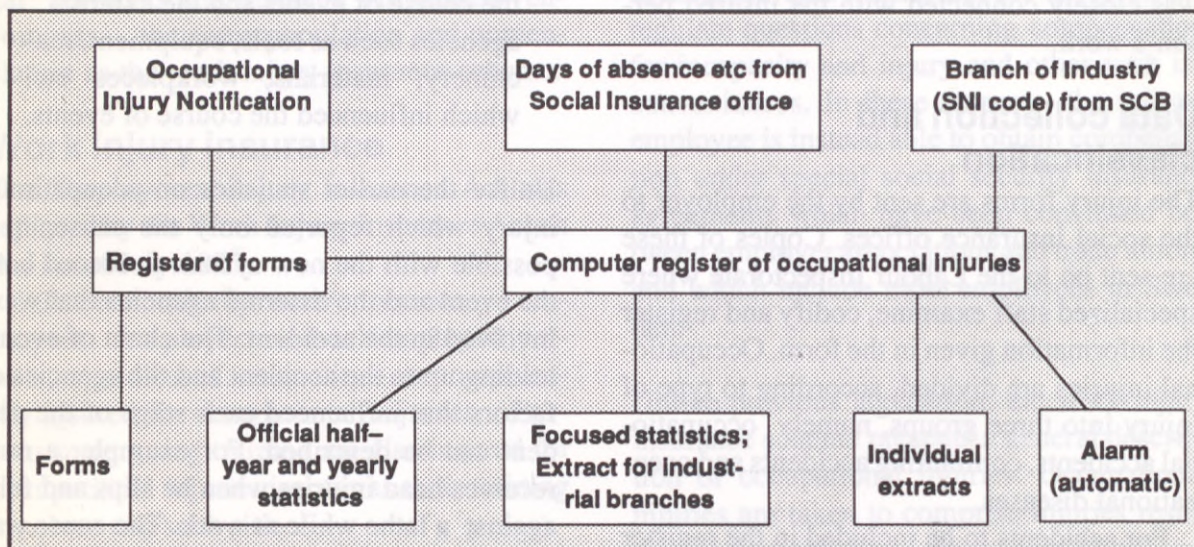 Occupational
Injury Notification
Days of absence etc from
Social Insurance office
Branch of Industry
(SNI code) from SCB
Register of forms
Computer register of occupational injuries
Forms
Official half–
year and yearly
statistics
Focused statistics;
Extract for indust-
rial branches
Individual
extracts
Alarm
(automatic)